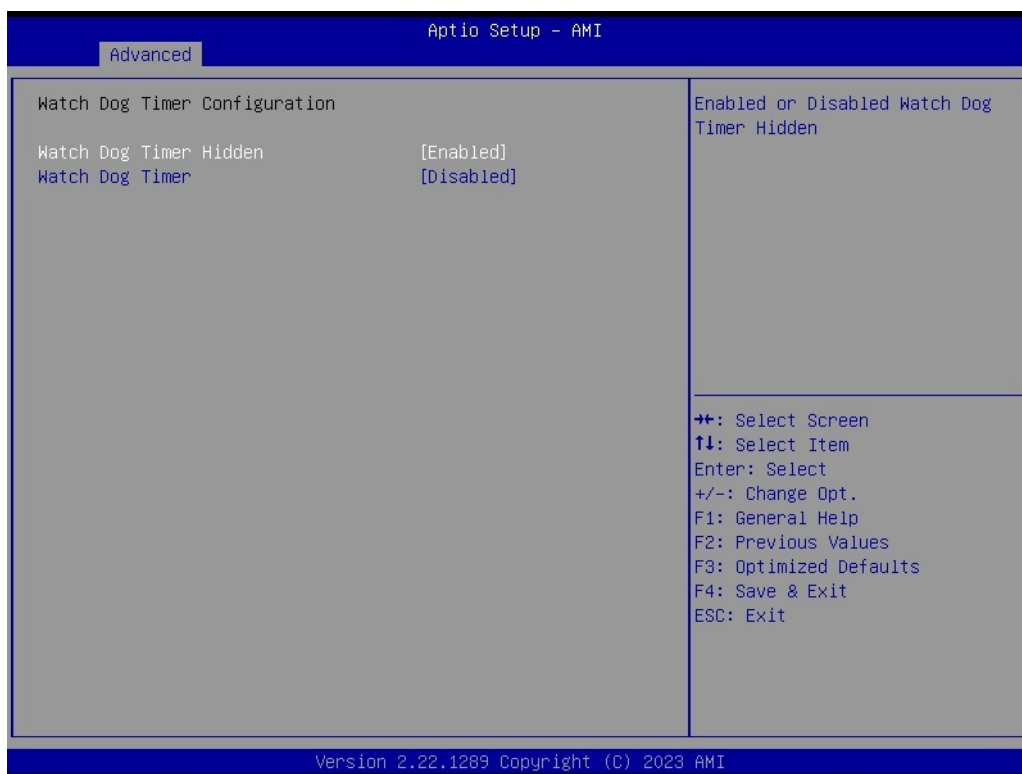 Aptio Setup - AMI
Advanced
Watch Dog Timer Configuration
Watch Dog Timer Hidden [Enabled]
Watch Dog Timer [Disabled]
Enabled or Disabled Watch Dog
Timer Hidden
→←: Select Screen
↑↓: Select Item
Enter: Select
+/-: Change Opt.
F1: General Help
F2: Previous Values
F3: Optimized Defaults
F4: Save & Exit
ESC: Exit
Version 2.22.1289 Copyright (C) 2023 AMI